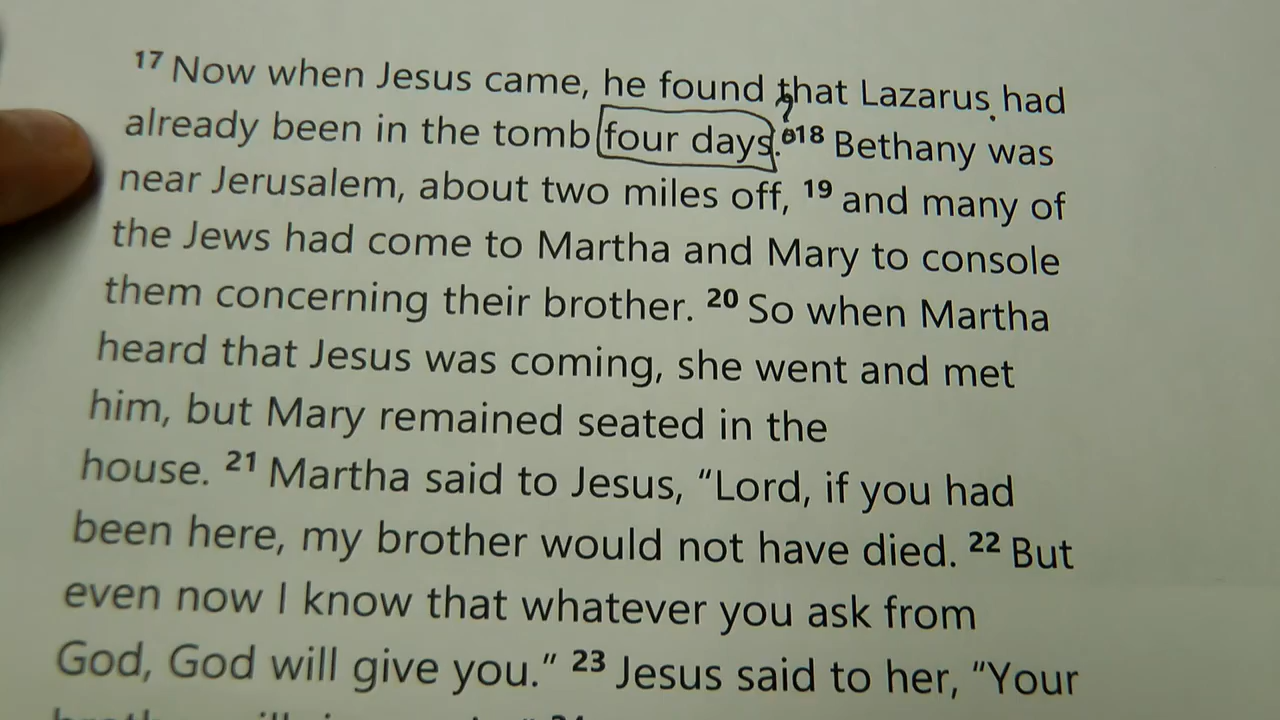 17 Now when Jesus came, he found that Lazarus had
already been in the tomb four days. 18 Bethany was
near Jerusalem, about two miles off, 19 and many of
the Jews had come to Martha and Mary to console
them concerning their brother. 20 So when Martha
heard that Jesus was coming, she went and met
him, but Mary remained seated in the
house. 21 Martha said to Jesus, “Lord, if you had
been here, my brother would not have died. 22 But
even now I know that whatever you ask from
God, God will give you.” 23 Jesus said to her, “Your